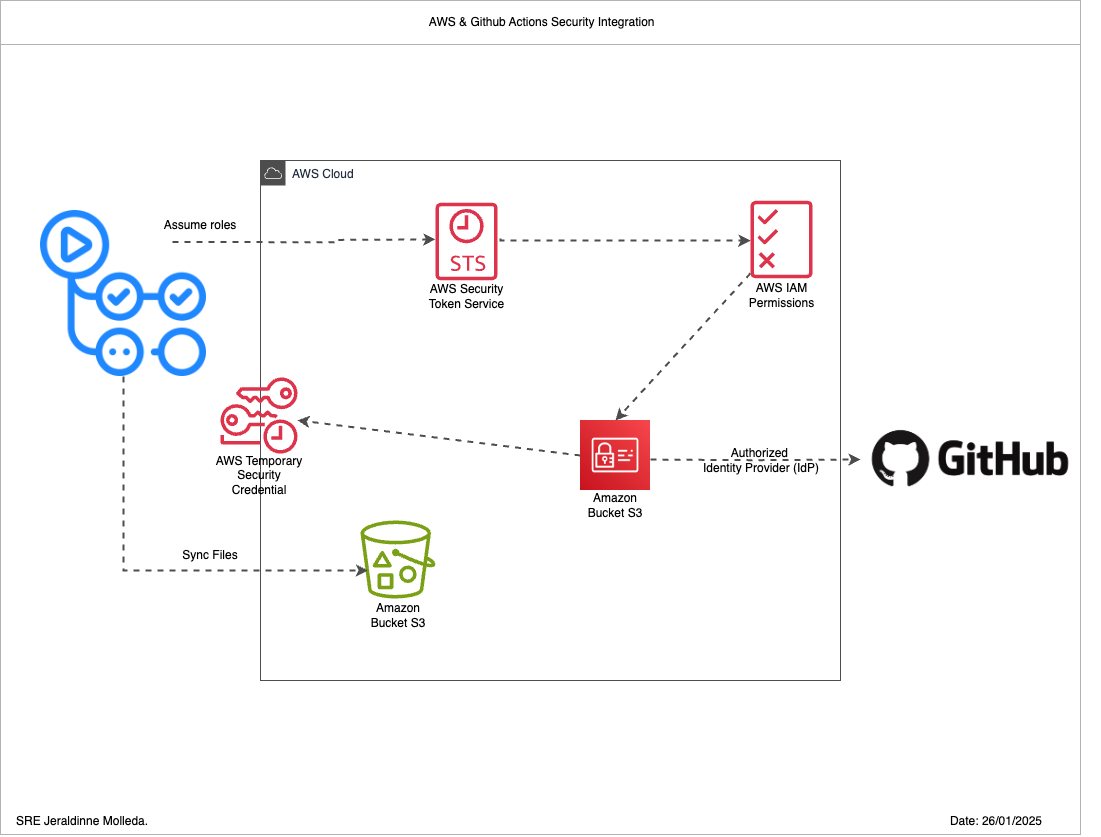 AWS & Github Actions Security Integration
AWS Cloud
Assume roles
STS
AWS Security
Token Service
AWS IAM
Permissions
AWS Temporary
Security
Credential
Authorized
Identity Provider (IdP)
GitHub
Amazon
Bucket S3
Sync Files
Amazon
Bucket S3
SRE Jeraldinne Molleda.
Date: 26/01/2025